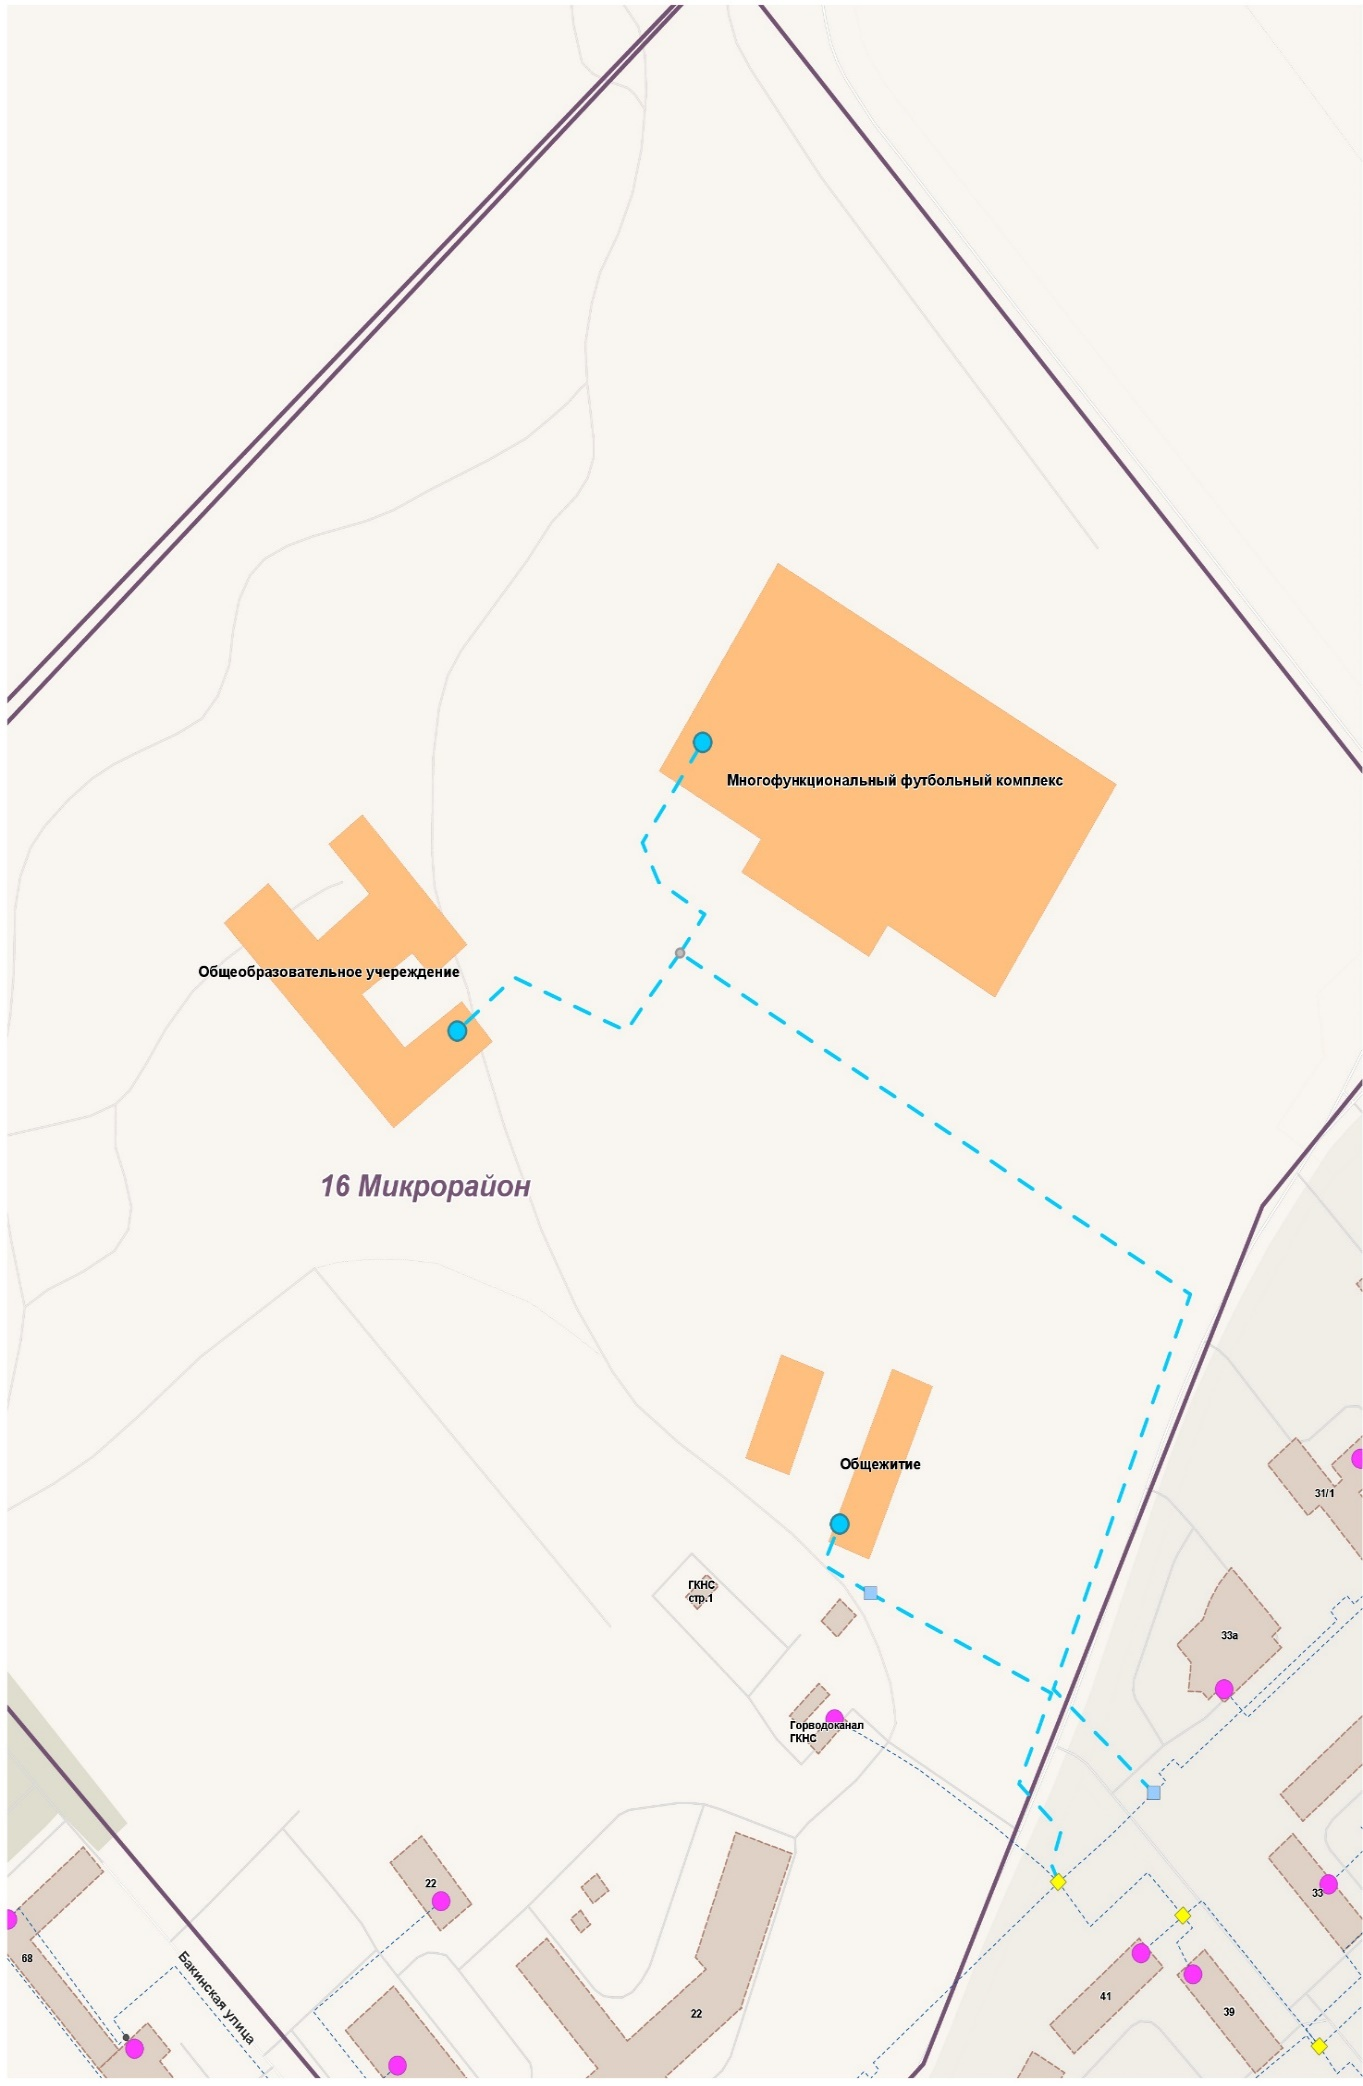 Многофункциональный футбольный комплекс
Общеобразовательное учереждение
16 Микрорайон
Общежитие
31/1
ГКНС
стр.1
33а
Горводоканал
ГКНС
22
33
68
Бакинская улица
41
39
22